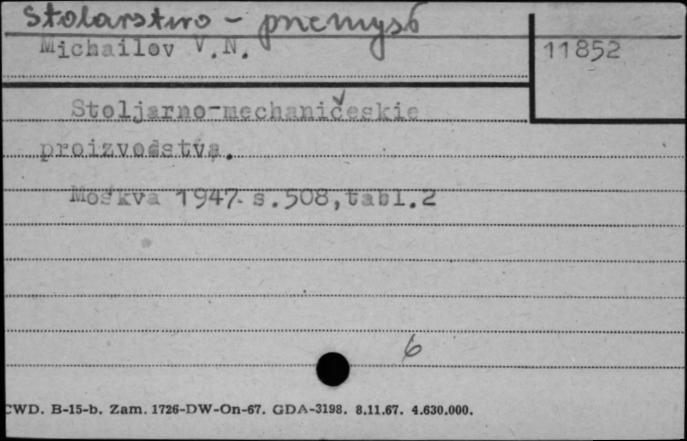 Stolarstwo - przemysł
Michailov V.N.
11852
Stoljarno-mechaničeskie
proizvodstva.
Moskva 1947. s.508,tabl.2
6
CWD. B-15-b. Zam. 1726-DW-On-67. GDA-3198. 8.11.67. 4.630.000.